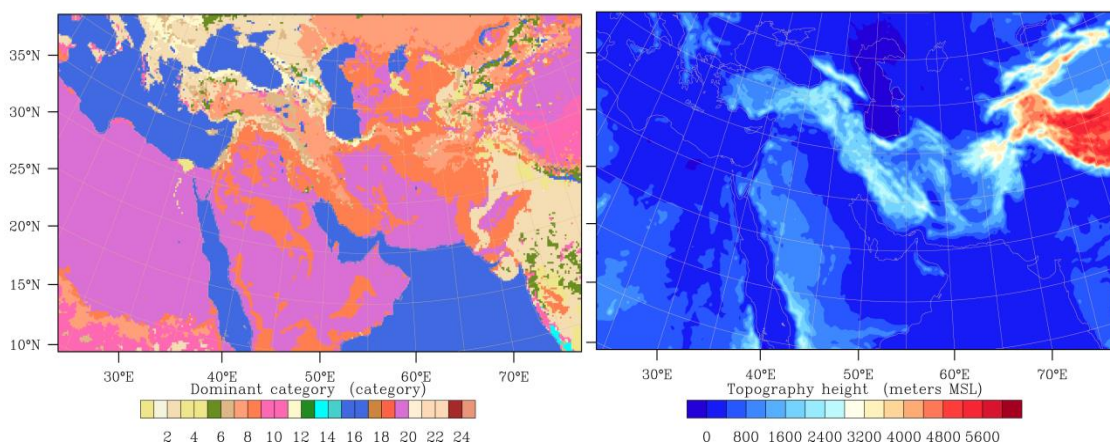 35°N
30°N
25°N
20°N
15°N
10°N
30°E 40°E 50°E 60°E 70°E
Dominant category (category)
2 4 6 8 10 12 14 16 18 20 22 24
30°E 40°E 50°E 60°E 70°E
Topography height (meters MSL)
0 800 1600 2400 3200 4000 4800 5600